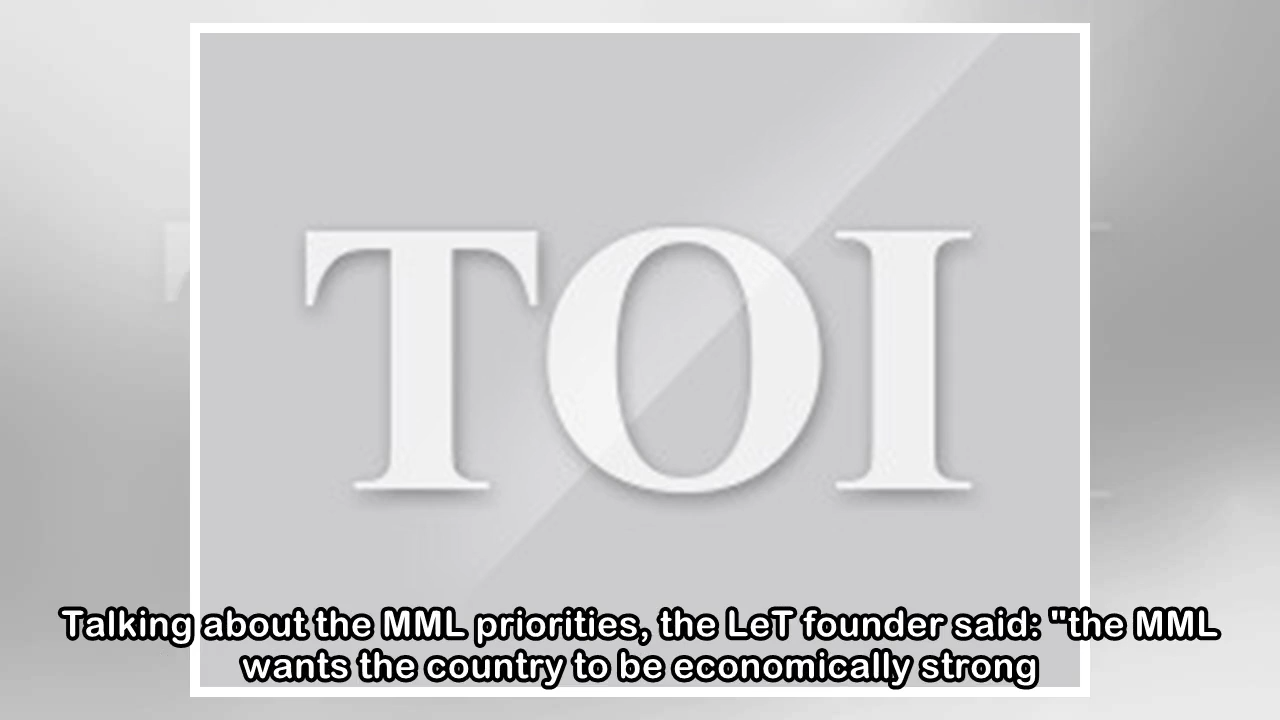 TOI
Talking about the MML priorities, the LeT founder said: "the MML
wants the country to be economically strong